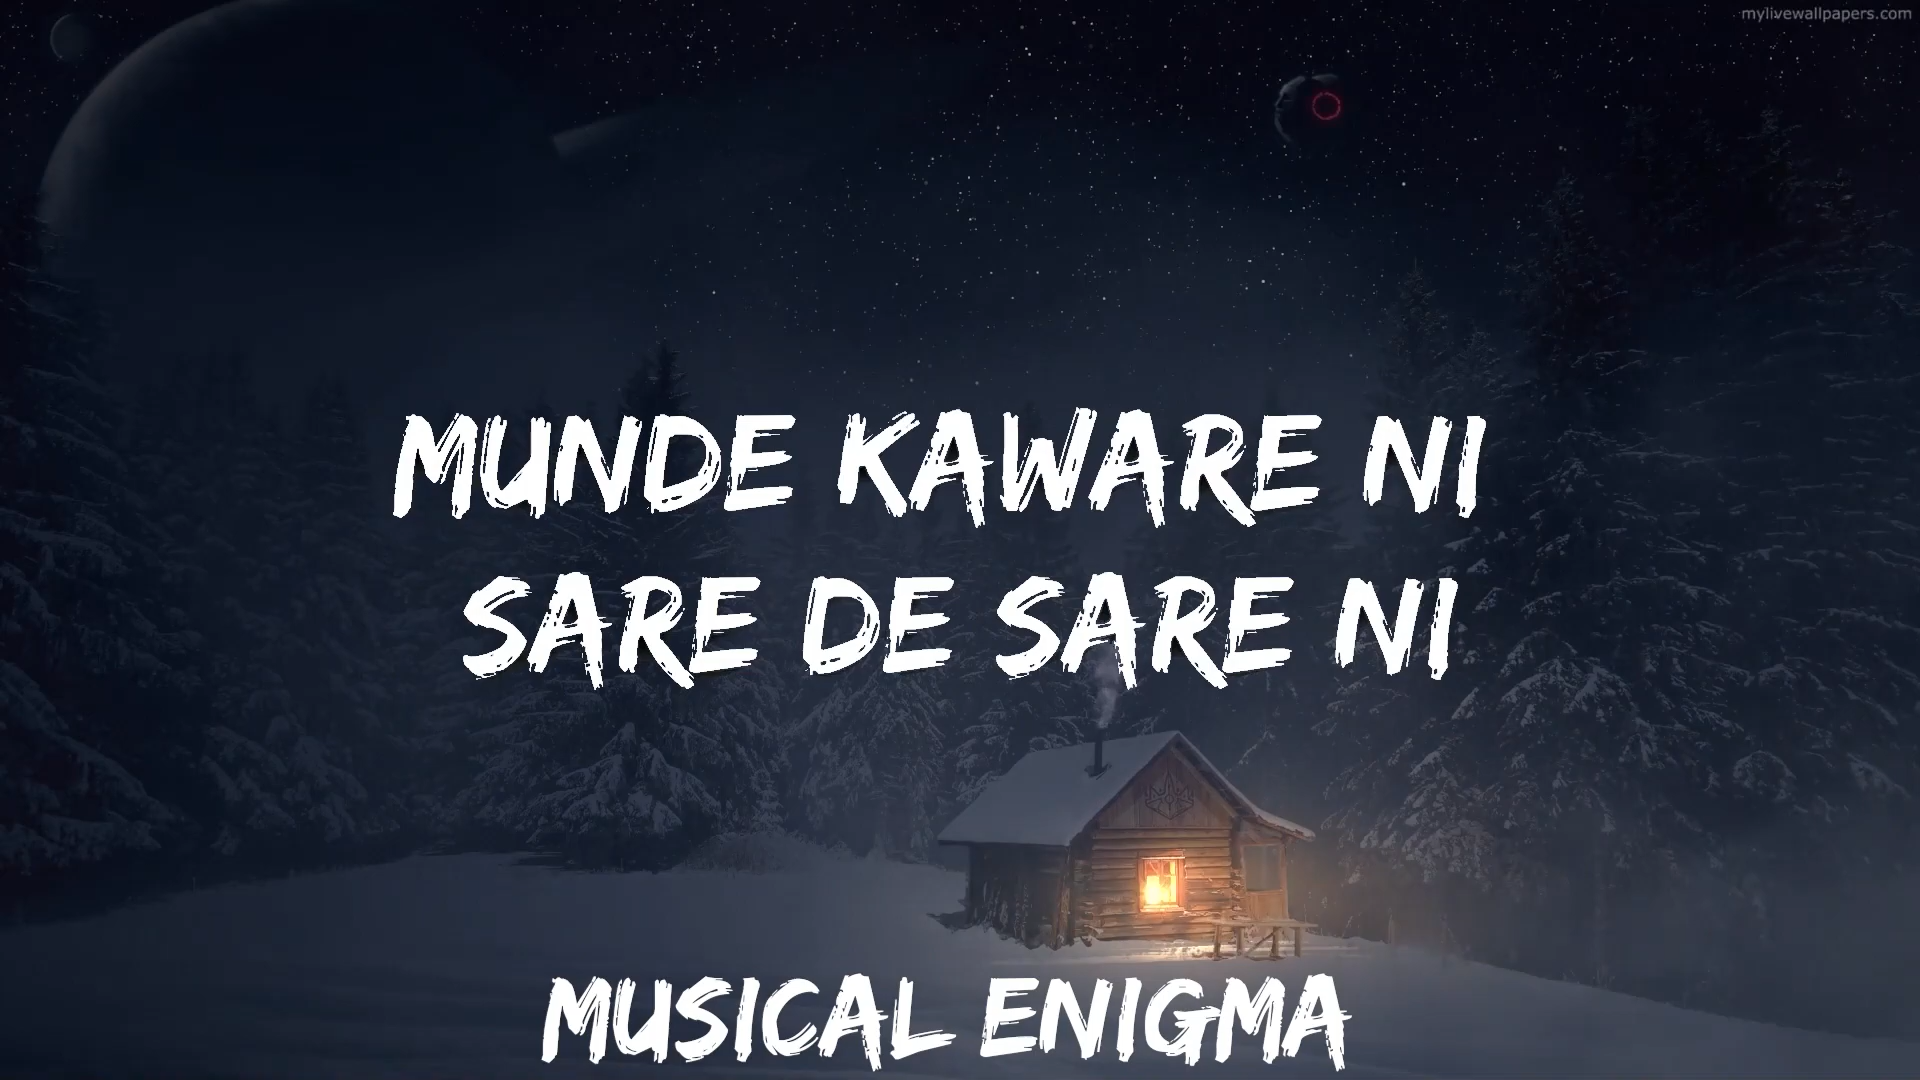 mylivewallpapers.com
MUNDE KAWARE NI
SARE DE SARE NI
MUSICAL ENIGMA